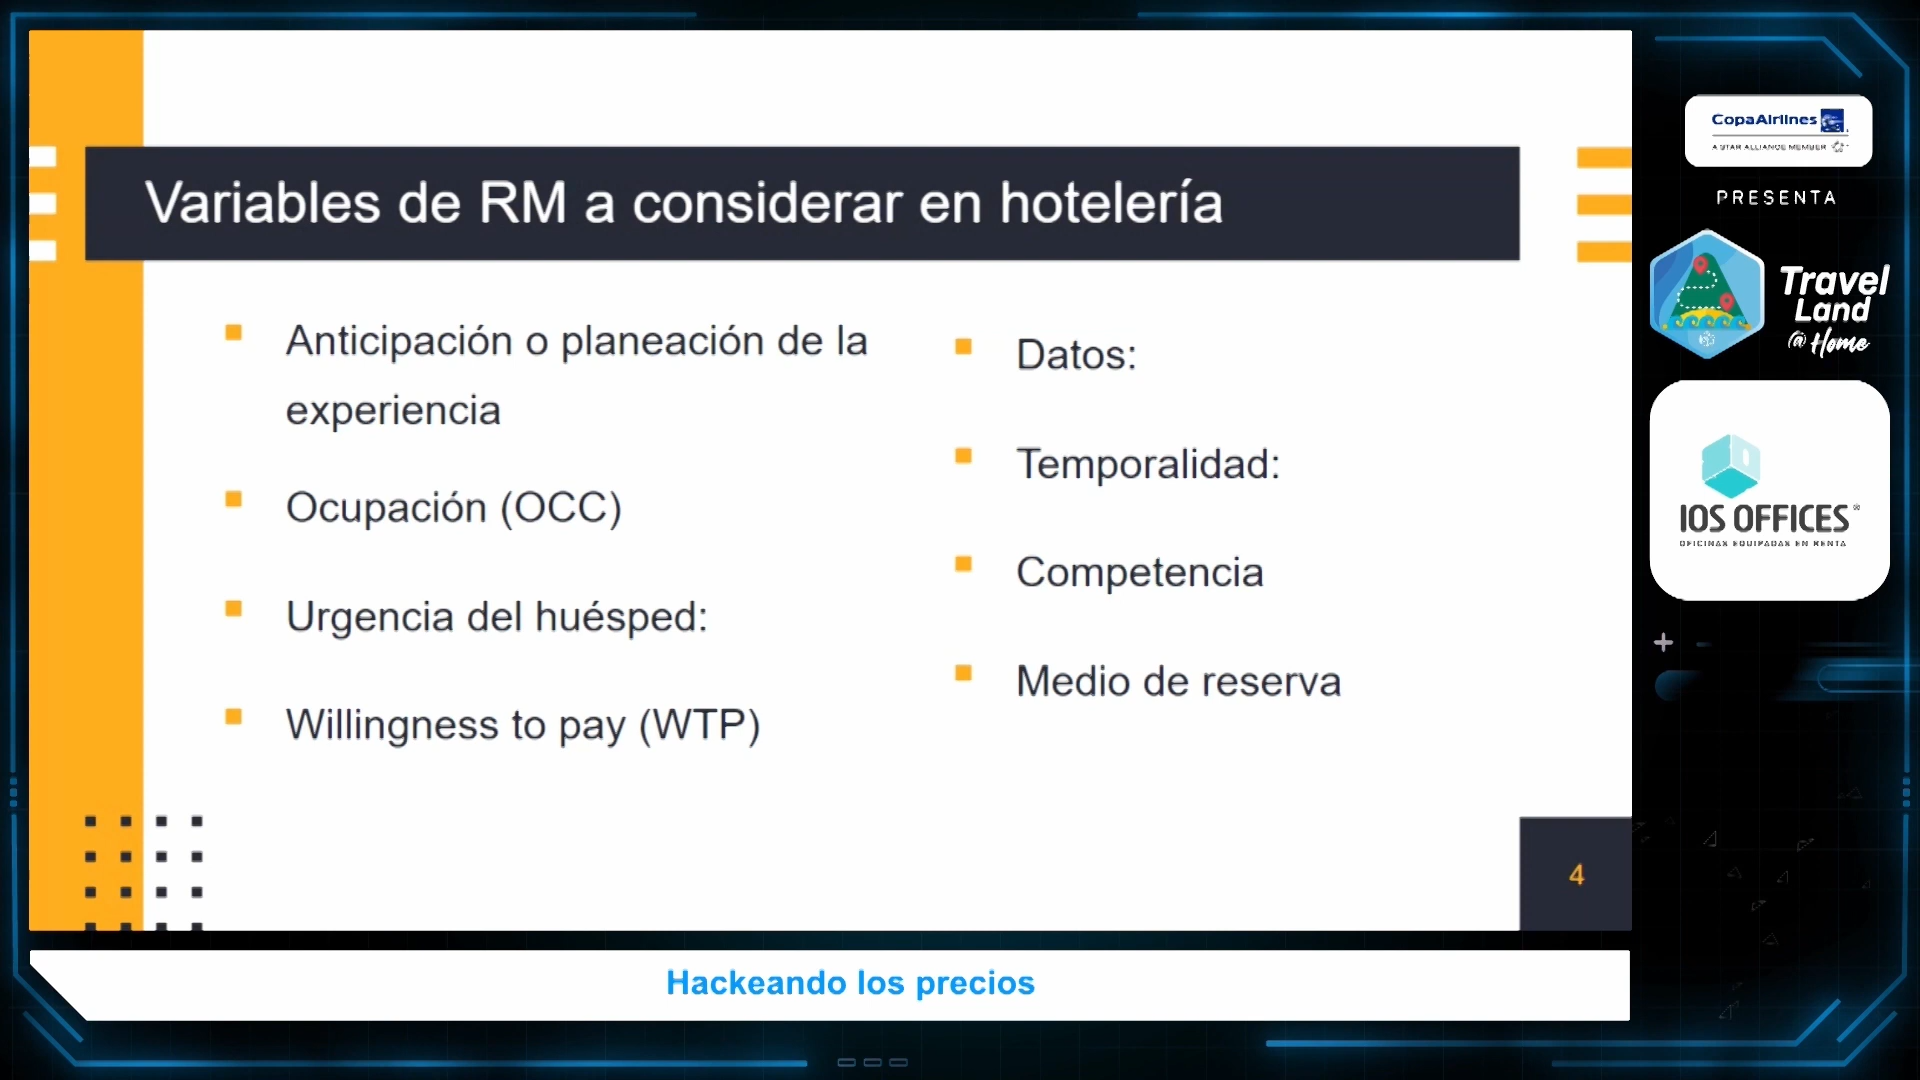 Variables de RM a considerar en hotelería
Anticipación o planeación de la
experiencia
Ocupación (OCC)
Urgencia del huésped:
Willingness to pay (WTP)
Datos:
Temporalidad:
Competencia
Medio de reserva
4
Hackeando los precios
CopaAirlines
A STAR ALLIANCE MEMBER
PRESENTA
Travel
Land
@Home
IOS OFFICES®
OFICINAS EQUIPADAS EN RENTA